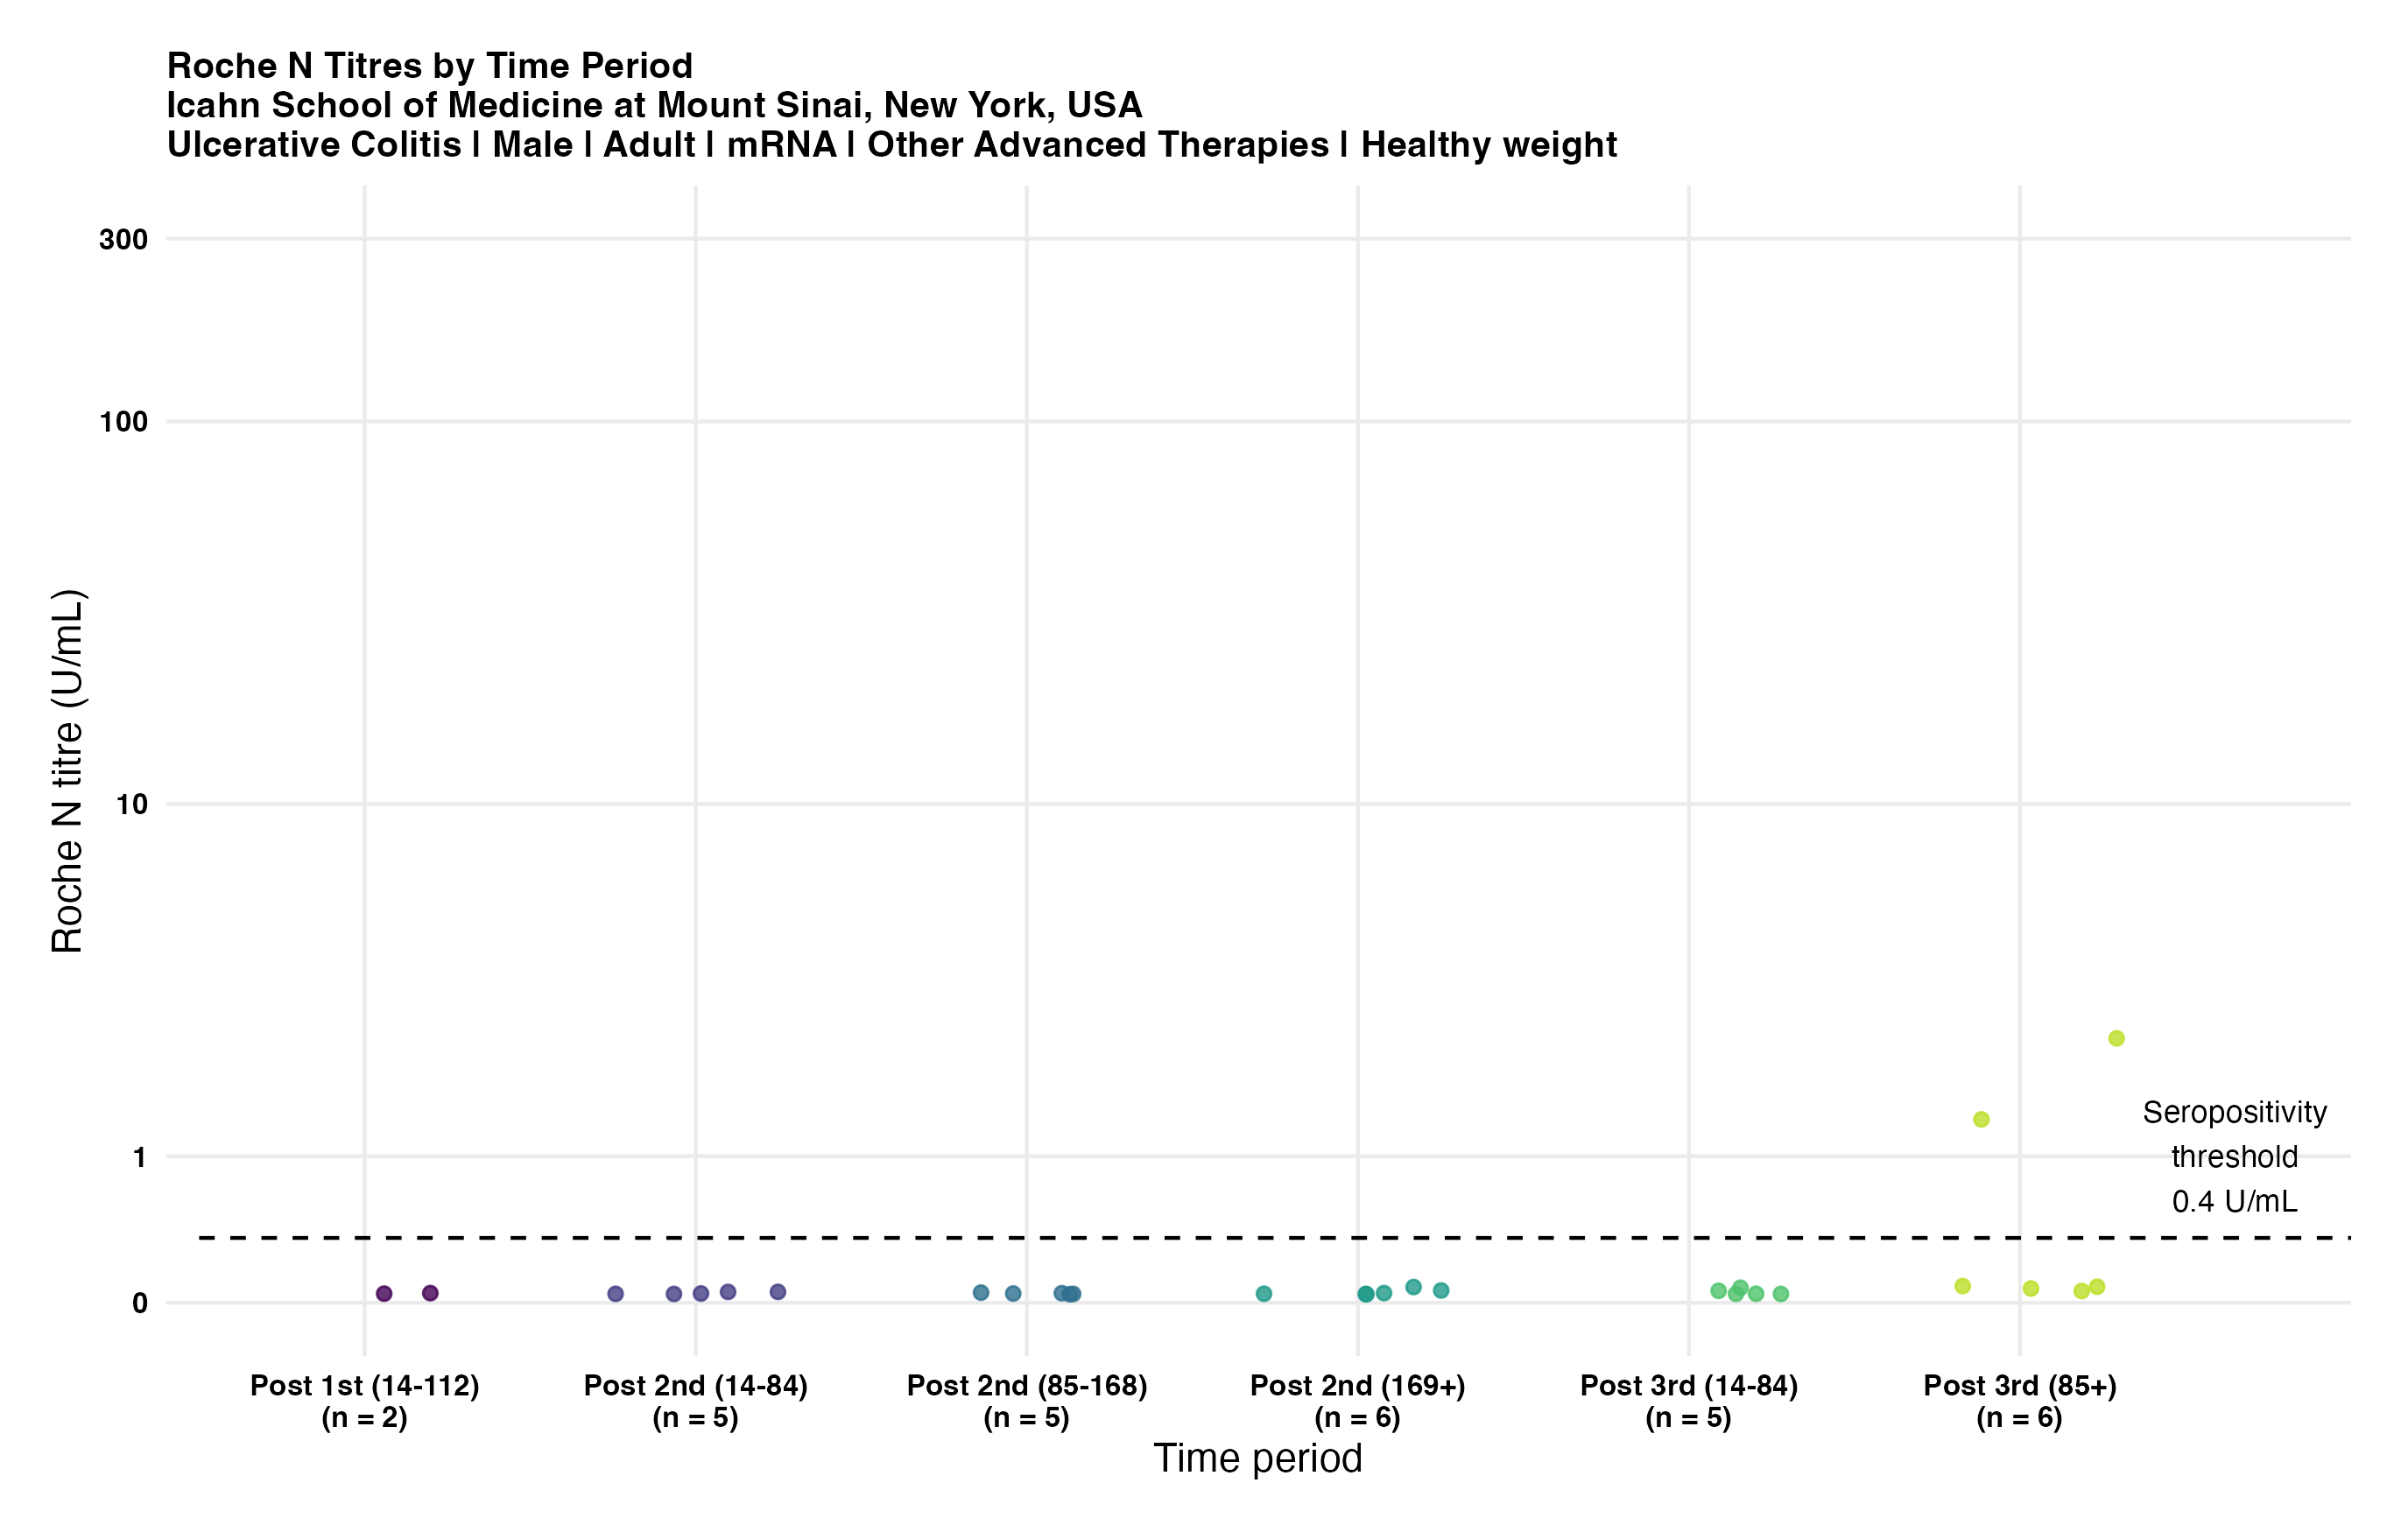 Roche N Titres by Time Period
Icahn School of Medicine at Mount Sinai, New York, USA
Ulcerative Colitis | Male | Adult | mRNA | Other Advanced Therapies | Healthy weight
300
100
10
1
0
Roche N titre (U/mL)
Seropositivity
threshold
0.4 U/mL
Post 1st (14-112)
(n = 2)
Post 2nd (14-84)
(n = 5)
Post 2nd (85-168)
(n = 5)
Post 2nd (169+)
(n = 6)
Post 3rd (14-84)
(n = 5)
Post 3rd (85+)
(n = 6)
Time period